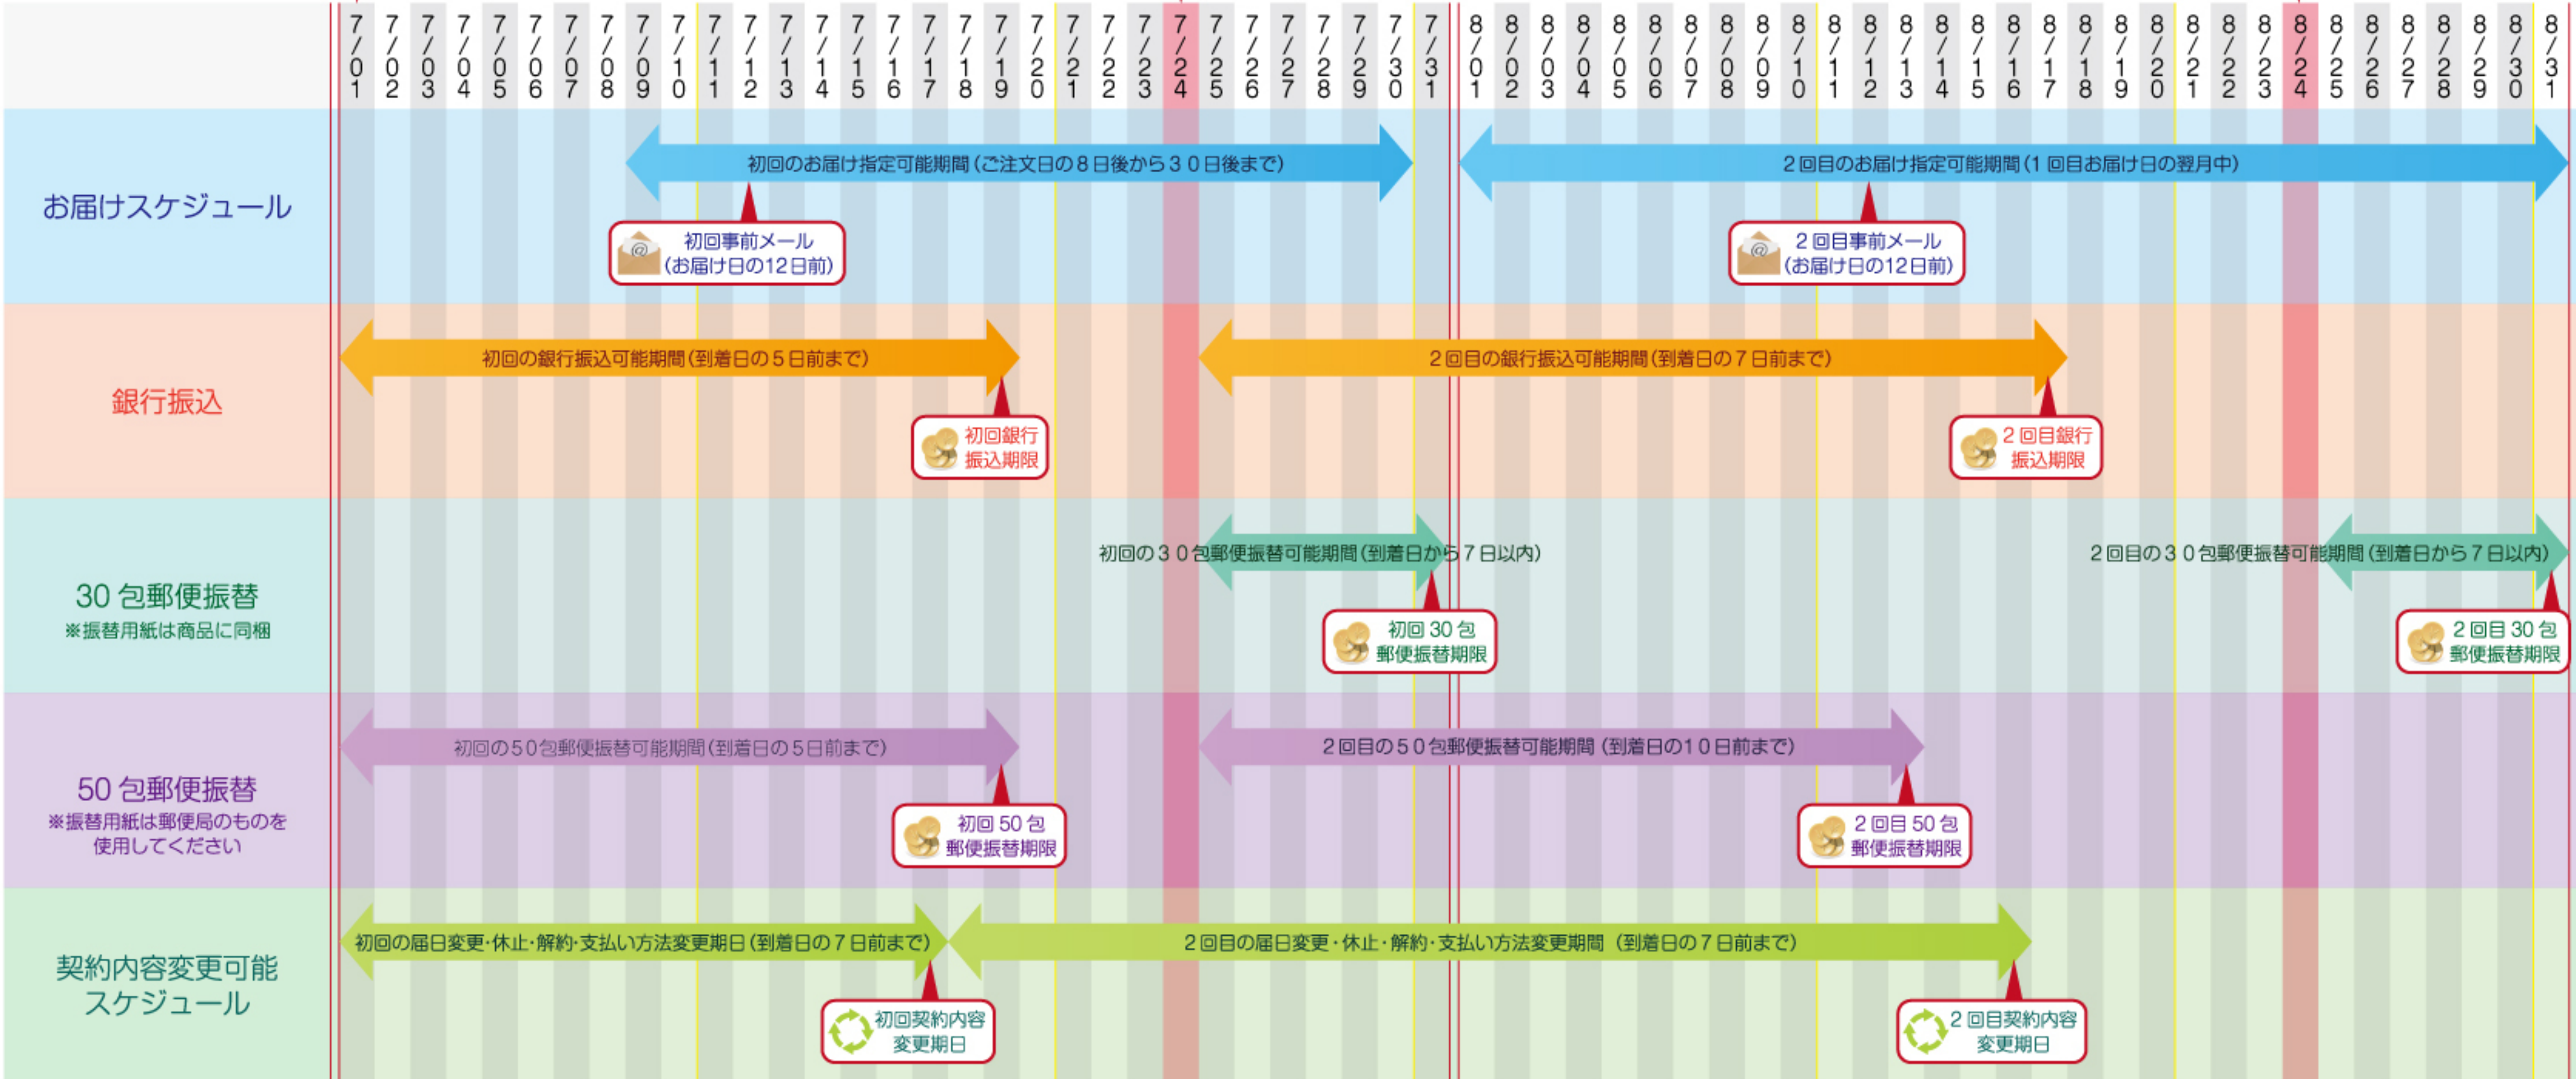 7/01 7/02 7/03 7/04 7/05 7/06 7/07 7/08 7/09 7/10 7/11 7/12 7/13 7/14 7/15 7/16 7/17 7/18 7/19 7/20 7/21 7/22 7/23 7/24 7/25 7/26 7/27 7/28 7/29 7/30 7/31 8/01 8/02 8/03 8/04 8/05 8/06 8/07 8/08 8/09 8/10 8/11 8/12 8/13 8/14 8/15 8/16 8/17 8/18 8/19 8/20 8/21 8/22 8/23 8/24 8/25 8/26 8/27 8/28 8/29 8/30 8/31
お届けスケジュール
初回のお届け指定可能期間(ご注文日の8日後から30日後まで)
2回目のお届け指定可能期間(1回目お届け日の翌月中)
初回事前メール
(お届け日の12日前)
2回目事前メール
(お届け日の12日前)
銀行振込
初回の銀行振込可能期間(到着日の5日前まで)
2回目の銀行振込可能期間(到着日の7日前まで)
初回銀行
振込期限
2回目銀行
振込期限
30包郵便振替
※振替用紙は商品に同梱
初回の30包郵便振替可能期間(到着日から7日以内)
2回目の30包郵便振替可能期間(到着日から7日以内)
初回30包
郵便振替期限
2回目30包
郵便振替期限
50包郵便振替
※振替用紙は郵便局のものを
使用してください
初回の50包郵便振替可能期間(到着日の5日前まで)
2回目の50包郵便振替可能期間(到着日の10日前まで)
初回50包
郵便振替期限
2回目50包
郵便振替期限
契約内容変更可能
スケジュール
初回の届日変更・休止・解約・支払い方法変更期日(到着日の7日前まで)
2回目の届日変更・休止・解約・支払い方法変更期間(到着日の7日前まで)
初回契約内容
変更期日
2回目契約内容
変更期日